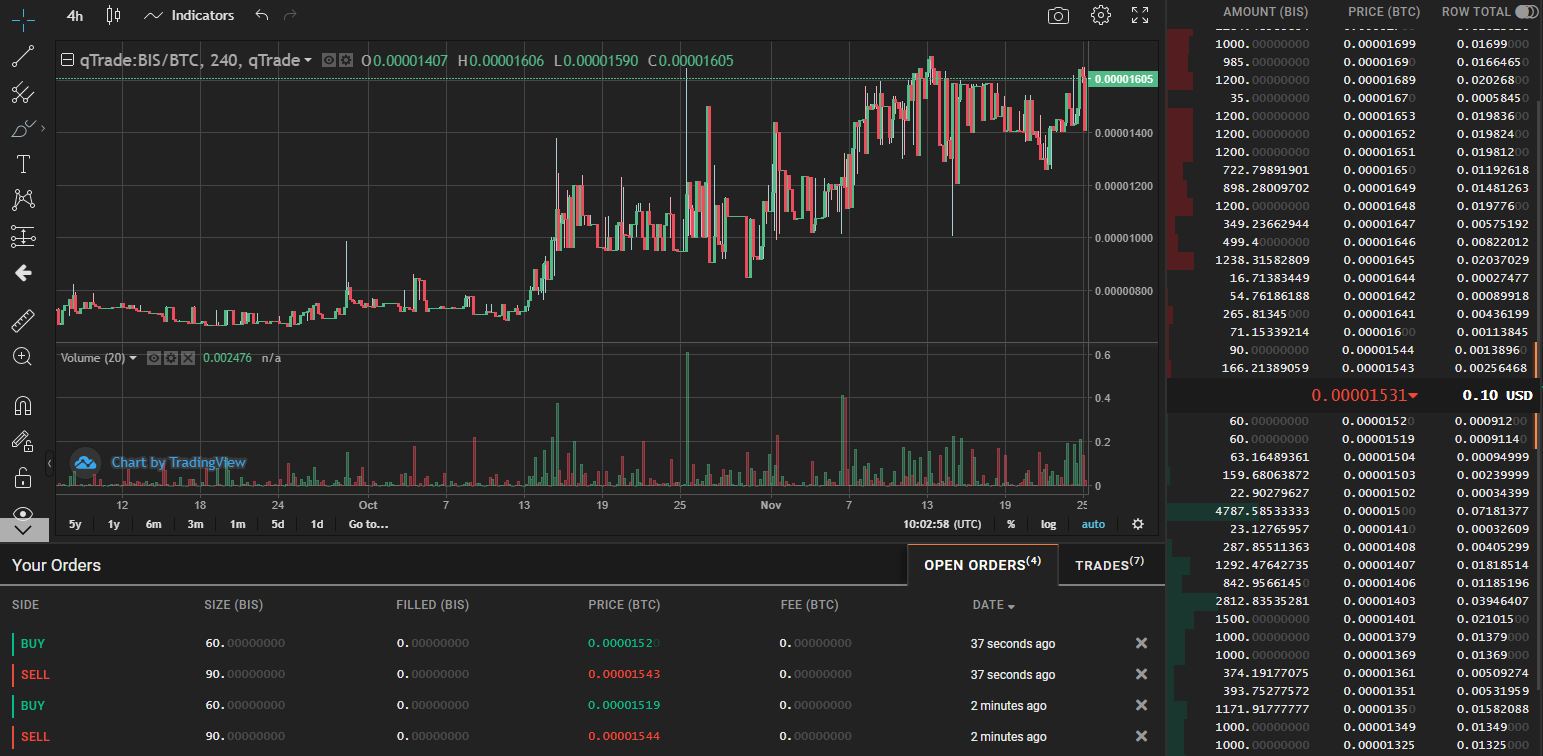 4h Indicators
qTrade:BIS/BTC, 240, qTrade O0.00001407 H0.00001606 L0.00001590 C0.00001605
0.00001605
0.00001400
0.00001200
0.00001000
0.00000800
Volume (20) 0.002476 n/a
0.6
0.4
0.2
0
Chart by TradingView
12 18 24 Oct 7 13 19 25 Nov 7 13 19 25
5y 1y 6m 3m 1m 5d 1d Go to... 10:02:58 (UTC) % log auto
Your Orders OPEN ORDERS(4) TRADES(7)
SIDE SIZE (BIS) FILLED (BIS) PRICE (BTC) FEE (BTC) DATE
BUY 60.00000000 0.00000000 0.00001520 0.00000000 37 seconds ago
SELL 90.00000000 0.00000000 0.00001543 0.00000000 37 seconds ago
BUY 60.00000000 0.00000000 0.00001519 0.00000000 2 minutes ago
SELL 90.00000000 0.00000000 0.00001544 0.00000000 2 minutes ago
AMOUNT (BIS) PRICE (BTC) ROW TOTAL
1000.00000000 0.00001699 0.01699000
985.00000000 0.00001690 0.01664650
1200.00000000 0.00001689 0.02026800
35.00000000 0.00001670 0.00058450
1200.00000000 0.00001653 0.01983600
1200.00000000 0.00001652 0.01982400
1200.00000000 0.00001651 0.01981200
722.79891901 0.00001650 0.01192618
898.28009702 0.00001649 0.01481263
1200.00000000 0.00001648 0.01977600
349.23662944 0.00001647 0.00575192
499.40000000 0.00001646 0.00822012
1238.31582809 0.00001645 0.02037029
16.71383449 0.00001644 0.00027477
54.76186188 0.00001642 0.00089918
265.81345000 0.00001641 0.00436199
71.15339214 0.00001600 0.00113845
90.00000000 0.00001544 0.00138960
166.21389059 0.00001543 0.00256468
0.00001531 0.10 USD
60.00000000 0.00001520 0.00091200
60.00000000 0.00001519 0.00091140
63.16489361 0.00001504 0.00094999
159.68063872 0.00001503 0.00239999
22.90279627 0.00001502 0.00034399
4787.58533333 0.00001500 0.07181377
23.12765957 0.00001410 0.00032609
287.85511363 0.00001408 0.00405299
1292.47642735 0.00001407 0.01818514
842.95661450 0.00001406 0.01185196
2812.83535281 0.00001403 0.03946407
1500.00000000 0.00001401 0.02101500
1000.00000000 0.00001379 0.01379000
1000.00000000 0.00001369 0.01369000
374.19177075 0.00001361 0.00509274
393.75277572 0.00001351 0.00531959
1171.91777777 0.00001350 0.01582088
1000.00000000 0.00001349 0.01349000
1000.00000000 0.00001325 0.01325000